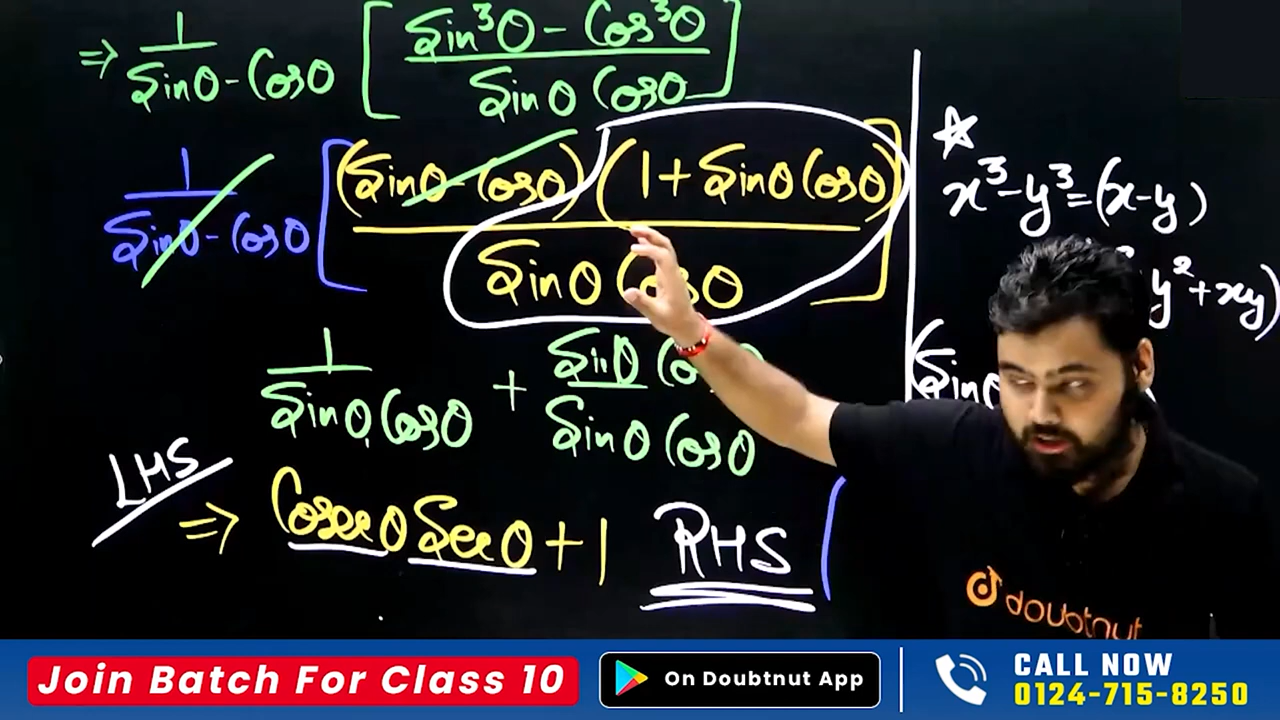 ⇒ 1/(Sinθ - Cosθ) [ (Sin³θ - Cos³θ)/(Sinθ Cosθ) ]
1/(Sinθ - Cosθ) [ (Sinθ - Cosθ)(1 + Sinθ Cosθ)/(Sinθ Cosθ) ]
1/(Sinθ, Cosθ) + Sinθ /(Sinθ Cosθ)
LHS
⇒ Cosecθ Secθ + 1 RHS
☆
x³-y³=(x-y)
y²+xy)
(Sinθ
doubtnut
Join Batch For Class 10
On Doubtnut App
CALL NOW
0124-715-8250